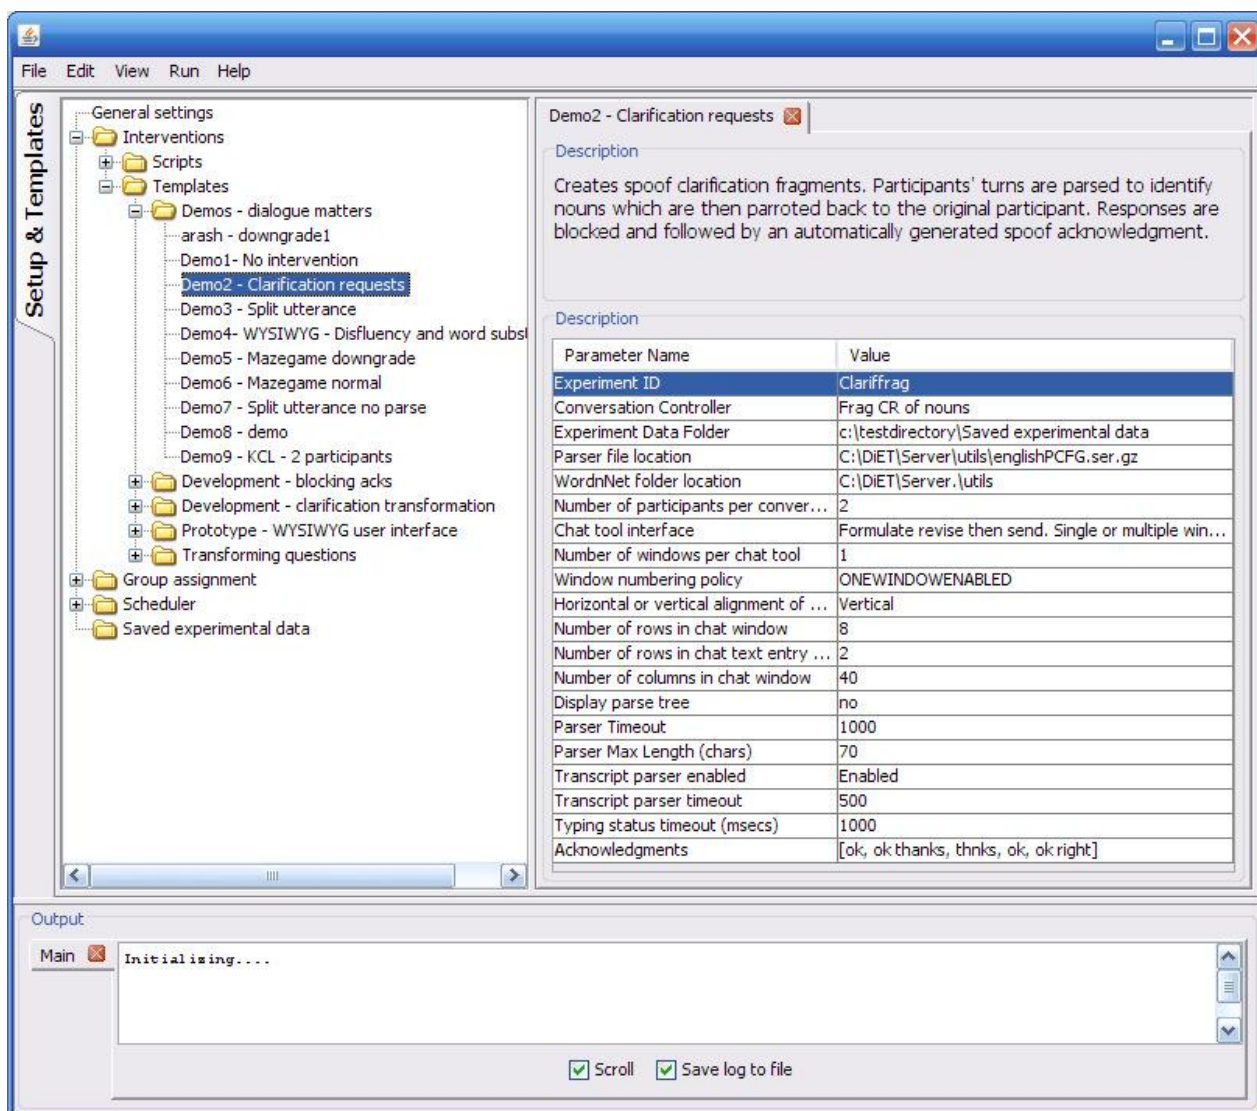 File Edit View Run Help
Setup & Templates
General settings
Interventions
Scripts
Templates
Demos - dialogue matters
arash - downgrade1
Demo1- No intervention
Demo2 - Clarification requests
Demo3 - Split utterance
Demo4- WYSIWYG - Disfluency and word subst
Demo5 - Mazegame downgrade
Demo6 - Mazegame normal
Demo7 - Split utterance no parse
Demo8 - demo
Demo9 - KCL - 2 participants
Development - blocking acks
Development - clarification transformation
Prototype - WYSIWYG user interface
Transforming questions
Group assignment
Scheduler
Saved experimental data
Demo2 - Clarification requests
Description
Creates spoof clarification fragments. Participants' turns are parsed to identify
nouns which are then parroted back to the original participant. Responses are
blocked and followed by an automatically generated spoof acknowledgment.
Description
Parameter Name Value
Experiment ID Clariffrag
Conversation Controller Frag CR of nouns
Experiment Data Folder c:\testdirectory\Saved experimental data
Parser file location C:\DiET\Server\utils\englishPCFG.ser.gz
WordnNet folder location C:\DiET\Server.\utils
Number of participants per conver... 2
Chat tool interface Formulate revise then send. Single or multiple win...
Number of windows per chat tool 1
Window numbering policy ONEWINDOWENABLED
Horizontal or vertical alignment of ... Vertical
Number of rows in chat window 8
Number of rows in chat text entry ... 2
Number of columns in chat window 40
Display parse tree no
Parser Timeout 1000
Parser Max Length (chars) 70
Transcript parser enabled Enabled
Transcript parser timeout 500
Typing status timeout (msecs) 1000
Acknowledgments [ok, ok thanks, thnks, ok, ok right]
Output
Main
Initializing....
Scroll Save log to file